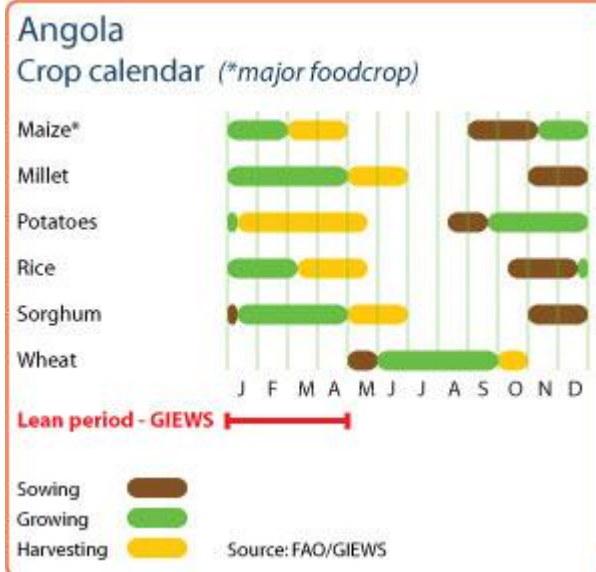 Angola
Crop calendar (*major foodcrop)
Maize*
Millet
Potatoes
Rice
Sorghum
Wheat
J F M A M J J A S O N D
Lean period - GIEWS
Sowing
Growing
Harvesting Source: FAO/GIEWS